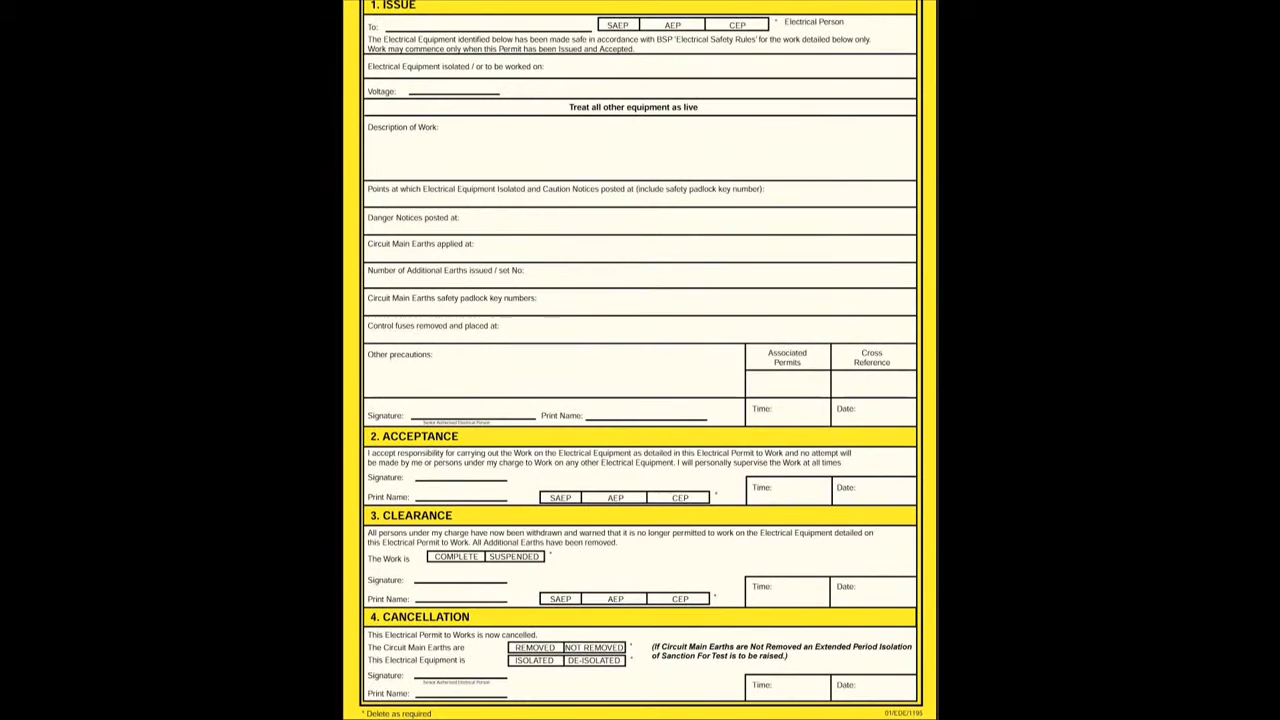 1. ISSUE
To: SAEP AEP CEP * Electrical Person
The Electrical Equipment identified below has been made safe in accordance with BSP 'Electrical Safety Rules' for the work detailed below only.
Work may commence only when this Permit has been Issued and Accepted.
Electrical Equipment isolated / or to be worked on:
Voltage:
Treat all other equipment as live
Description of Work:
Points at which Electrical Equipment Isolated and Caution Notices posted at (include safety padlock key number):
Danger Notices posted at:
Circuit Main Earths applied at:
Number of Additional Earths issued / set No:
Circuit Main Earths safety padlock key numbers:
Control fuses removed and placed at:
Other precautions:
Associated Permits
Cross Reference
Signature: Print Name: Time: Date:
Senior Authorised Electrical Person
2. ACCEPTANCE
I accept responsibility for carrying out the Work on the Electrical Equipment as detailed in this Electrical Permit to Work and no attempt will
be made by me or persons under my charge to Work on any other Electrical Equipment. I will personally supervise the Work at all times
Signature:
Time: Date:
Print Name: SAEP AEP CEP *
3. CLEARANCE
All persons under my charge have now been withdrawn and warned that it is no longer permitted to work on the Electrical Equipment detailed on
this Electrical Permit to Work. All Additional Earths have been removed.
The Work is COMPLETE SUSPENDED *
Signature:
Time: Date:
Print Name: SAEP AEP CEP *
4. CANCELLATION
This Electrical Permit to Works is now cancelled.
The Circuit Main Earths are REMOVED NOT REMOVED *
This Electrical Equipment is ISOLATED DE-ISOLATED *
(If Circuit Main Earths are Not Removed an Extended Period Isolation
of Sanction For Test is to be raised.)
Signature:
Senior Authorised Electrical Person
Time: Date:
Print Name:
* Delete as required
01/EDE/1195